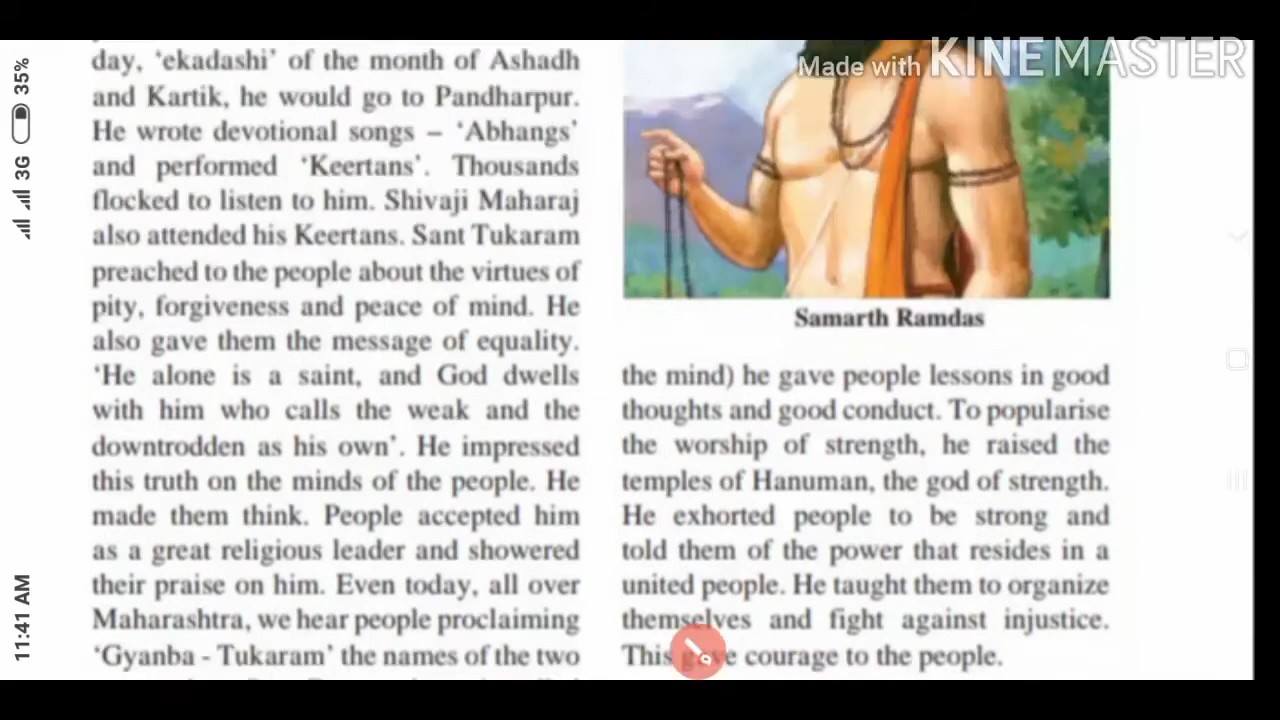 35%
3G
11:41 AM
Made with KINEMASTER
day, ‘ekadashi’ of the month of Ashadh
and Kartik, he would go to Pandharpur.
He wrote devotional songs – ‘Abhangs’
and performed ‘Keertans’. Thousands
flocked to listen to him. Shivaji Maharaj
also attended his Keertans. Sant Tukaram
preached to the people about the virtues of
pity, forgiveness and peace of mind. He
also gave them the message of equality.
‘He alone is a saint, and God dwells
with him who calls the weak and the
downtrodden as his own’. He impressed
this truth on the minds of the people. He
made them think. People accepted him
as a great religious leader and showered
their praise on him. Even today, all over
Maharashtra, we hear people proclaiming
‘Gyanba - Tukaram’ the names of the two
Samarth Ramdas
the mind) he gave people lessons in good
thoughts and good conduct. To popularise
the worship of strength, he raised the
temples of Hanuman, the god of strength.
He exhorted people to be strong and
told them of the power that resides in a
united people. He taught them to organize
themselves and fight against injustice.
This gave courage to the people.